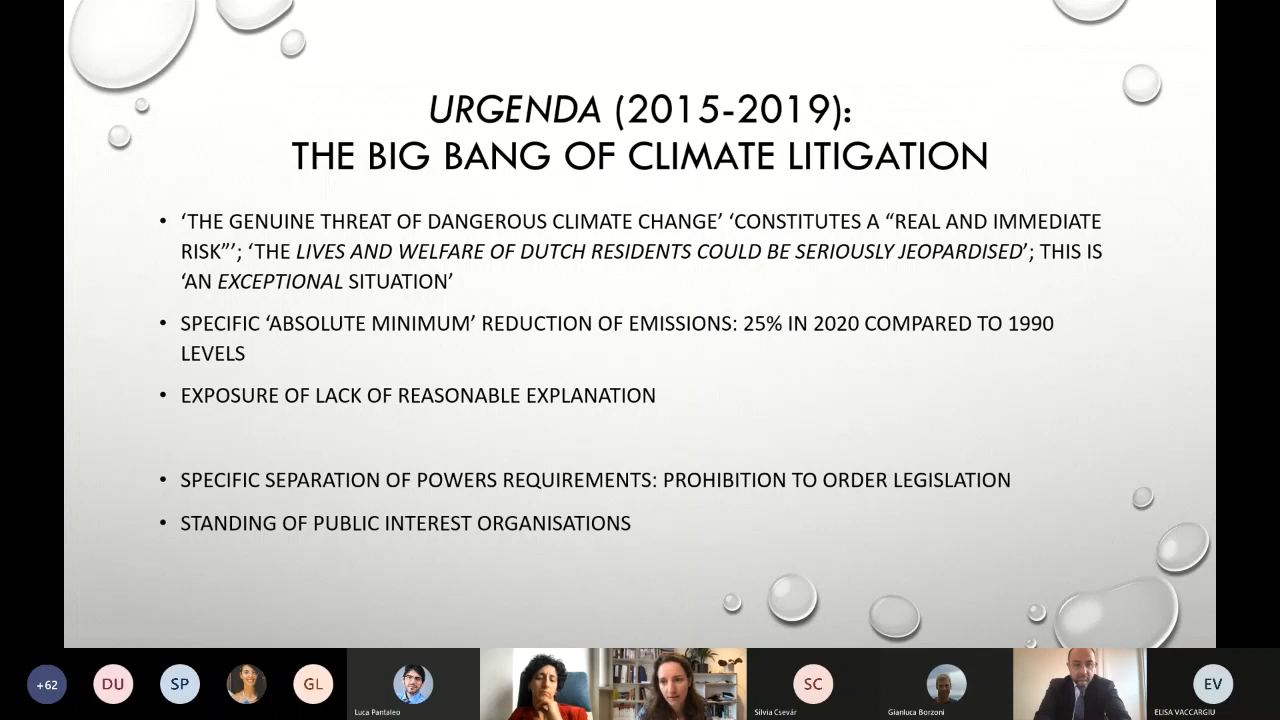 URGENDA (2015-2019):
THE BIG BANG OF CLIMATE LITIGATION
• ‘THE GENUINE THREAT OF DANGEROUS CLIMATE CHANGE’ ‘CONSTITUTES A “REAL AND IMMEDIATE
RISK”’; ‘THE LIVES AND WELFARE OF DUTCH RESIDENTS COULD BE SERIOUSLY JEOPARDISED’; THIS IS
‘AN EXCEPTIONAL SITUATION’
• SPECIFIC ‘ABSOLUTE MINIMUM’ REDUCTION OF EMISSIONS: 25% IN 2020 COMPARED TO 1990
LEVELS
• EXPOSURE OF LACK OF REASONABLE EXPLANATION
• SPECIFIC SEPARATION OF POWERS REQUIREMENTS: PROHIBITION TO ORDER LEGISLATION
• STANDING OF PUBLIC INTEREST ORGANISATIONS
+62 DU SP GL SC EV
Luca Pantaleo Silvia Csevár Gianluca Borzoni ELISA VACCARGIU